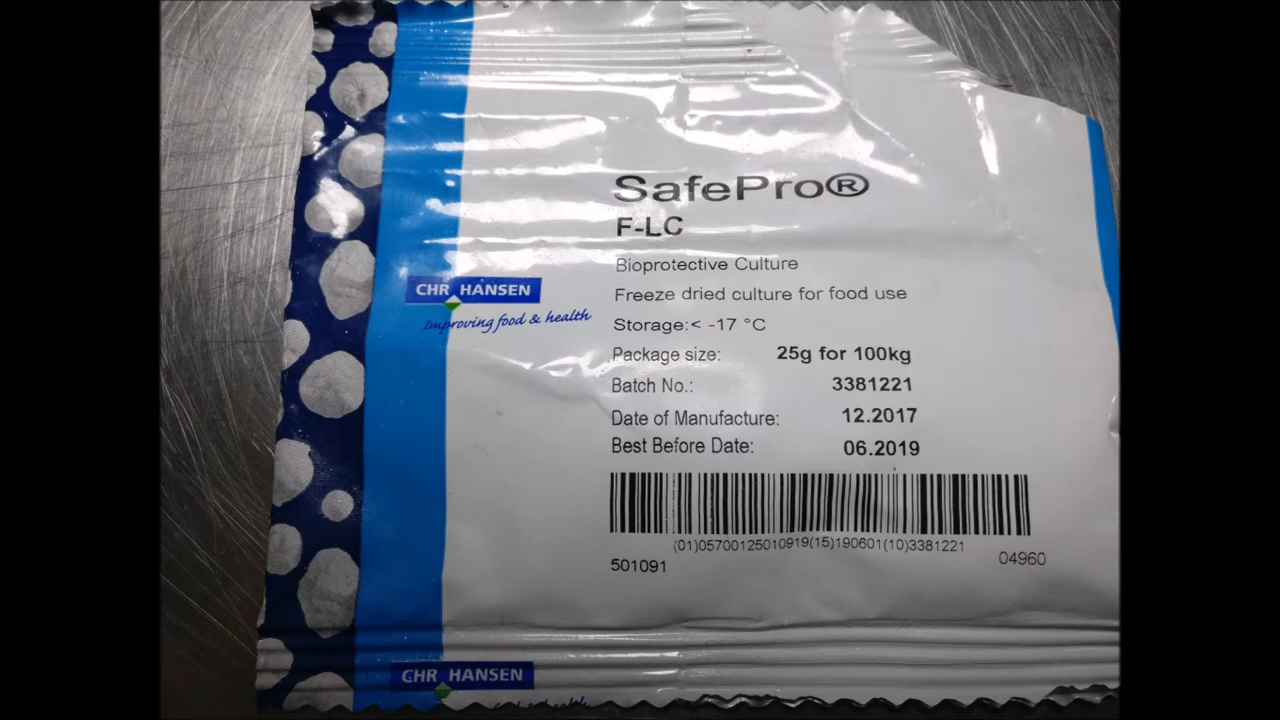 SafePro®
F-LC
Bioprotective Culture
CHR HANSEN
Improving food & health
Freeze dried culture for food use
Storage:< -17 °C
Package size: 25g for 100kg
Batch No.: 3381221
Date of Manufacture: 12.2017
Best Before Date: 06.2019
(01)05700125010919(15)190601(10)3381221
501091 04960
CHR HANSEN